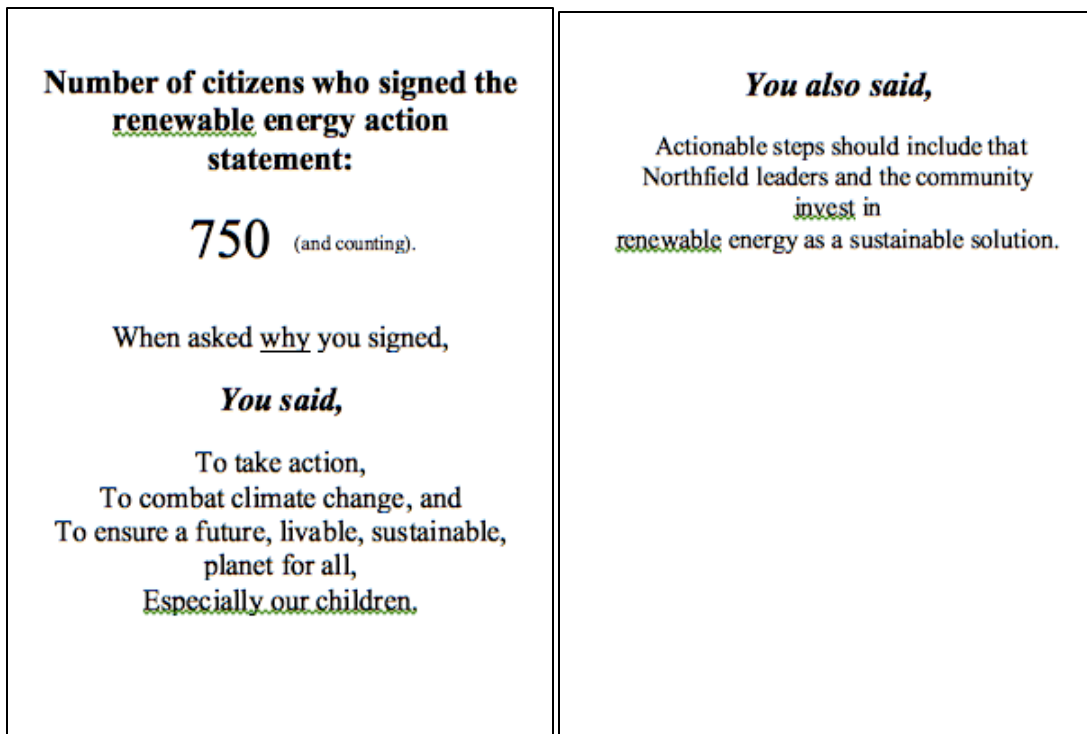 Number of citizens who signed the
renewable energy action
statement:
750 (and counting).
When asked why you signed,
You said,
To take action,
To combat climate change, and
To ensure a future, livable, sustainable,
planet for all,
Especially our children.
You also said,
Actionable steps should include that
Northfield leaders and the community
invest in
renewable energy as a sustainable solution.